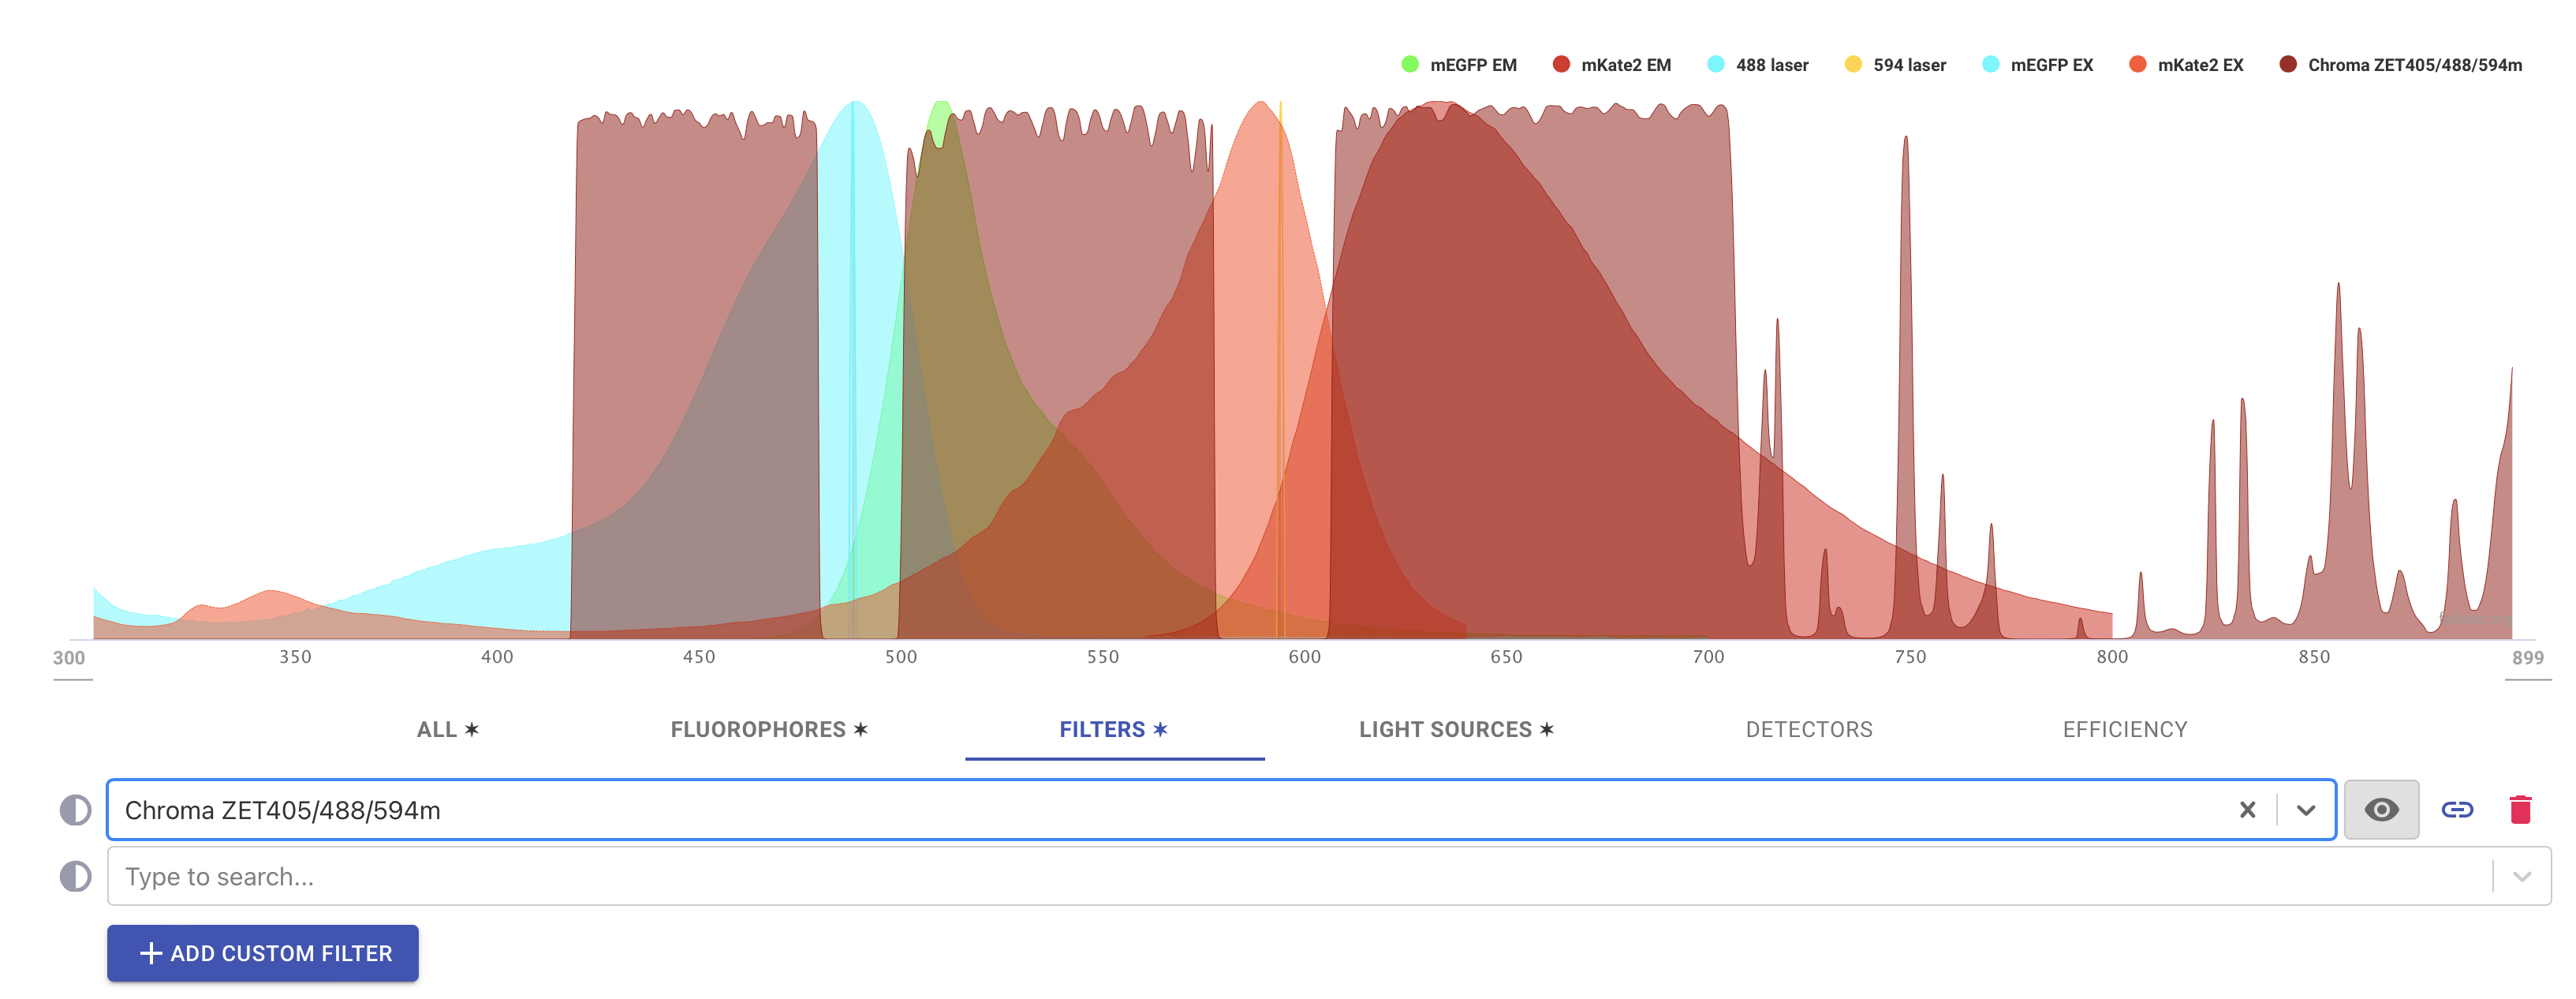 mEGFP EM mKate2 EM 488 laser 594 laser mEGFP EX mKate2 EX Chroma ZET405/488/594m
300 350 400 450 500 550 600 650 700 750 800 850 899
ALL ✶ FLUOROPHORES ✶ FILTERS ✶ LIGHT SOURCES ✶ DETECTORS EFFICIENCY
Chroma ZET405/488/594m
Type to search...
+ ADD CUSTOM FILTER